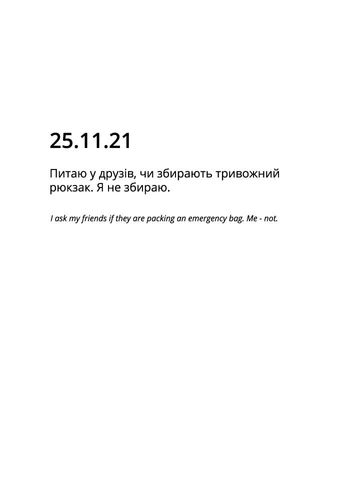 25.11.21
Питаю у друзів, чи збирають тривожний
рюкзак. Я не збираю.
I ask my friends if they are packing an emergency bag. Me - not.